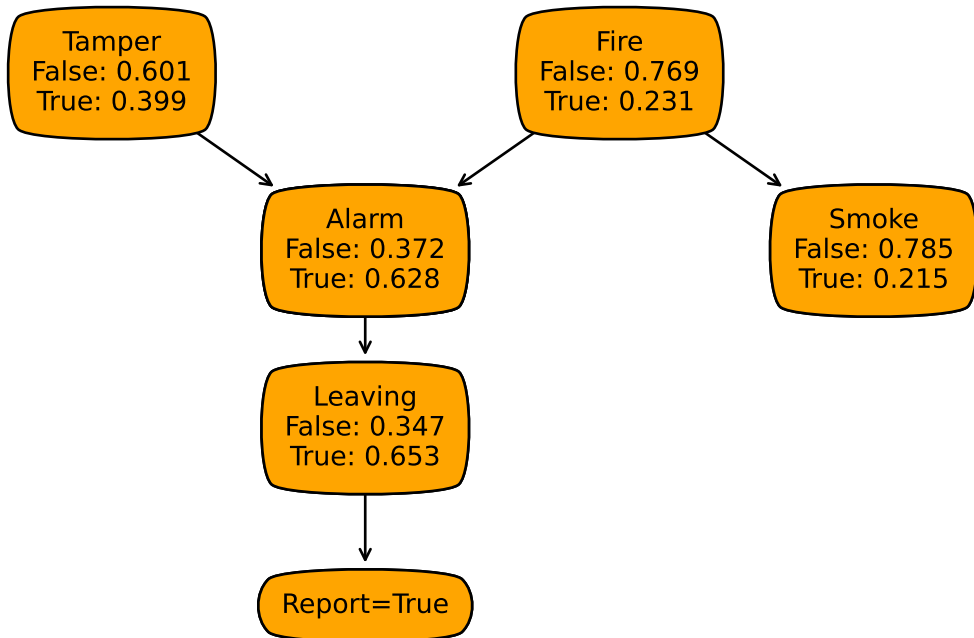 Tamper
False: 0.601
True: 0.399
Fire
False: 0.769
True: 0.231
Alarm
False: 0.372
True: 0.628
Smoke
False: 0.785
True: 0.215
Leaving
False: 0.347
True: 0.653
Report=True